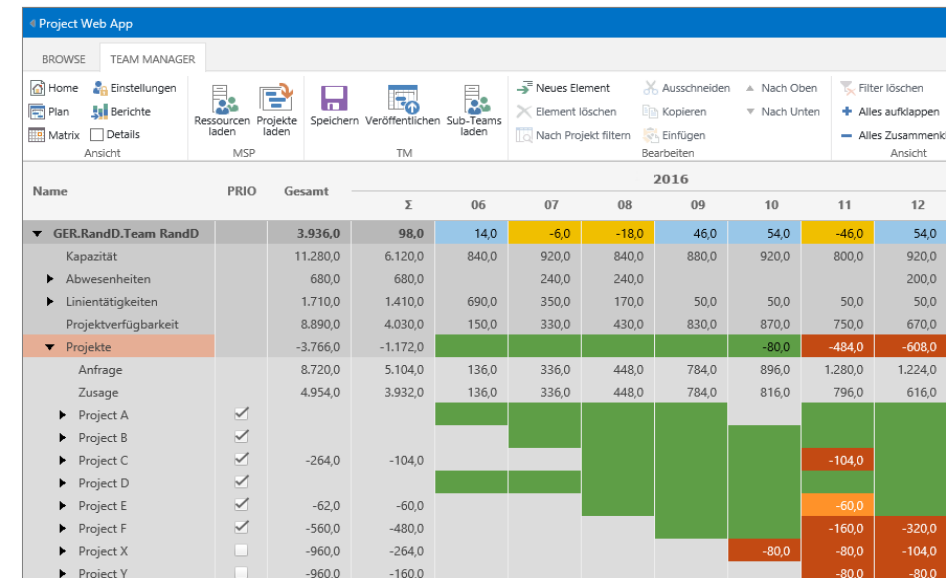 Project Web App
BROWSE TEAM MANAGER
Home Einstellungen Ressourcen laden Projekte laden Speichern Veröffentlichen Sub-Teams laden Neues Element Ausschneiden Nach Oben Filter löschen
Plan Berichte Element löschen Kopieren Nach Unten Alles aufklappen
Matrix Details Nach Projekt filtern Einfügen Alles
Ansicht MSP TM Bearbeiten Ansicht
Name PRIO Gesamt 2016
Σ 06 07 08 09 10 11 12
GER.RandD.Team RandD 3.936,0 98,0 14,0 -6,0 -18,0 46,0 54,0 -46,0 54,0
Kapazität 11.280,0 6.120,0 840,0 920,0 840,0 880,0 920,0 800,0 920,0
Abwesenheiten 680,0 680,0 240,0 240,0 200,0
Linientätigkeiten 1.710,0 1.410,0 690,0 350,0 170,0 50,0 50,0 50,0 50,0
Projektverfügbarkeit 8.890,0 4.030,0 150,0 330,0 430,0 830,0 870,0 750,0 670,0
Projekte -3.766,0 -1.172,0 -80,0 -484,0 -608,0
Anfrage 8.720,0 5.104,0 136,0 336,0 448,0 784,0 896,0 1.280,0 1.224,0
Zusage 4.954,0 3.932,0 136,0 336,0 448,0 784,0 816,0 796,0 616,0
Project A
Project B
Project C -264,0 -104,0 -104,0
Project D
Project E -62,0 -60,0 -60,0
Project F -560,0 -480,0 -160,0 -320,0
Project X -960,0 -264,0 -80,0 -80,0 -104,0
Project Y -960,0 -160,0 -80,0 -80,0